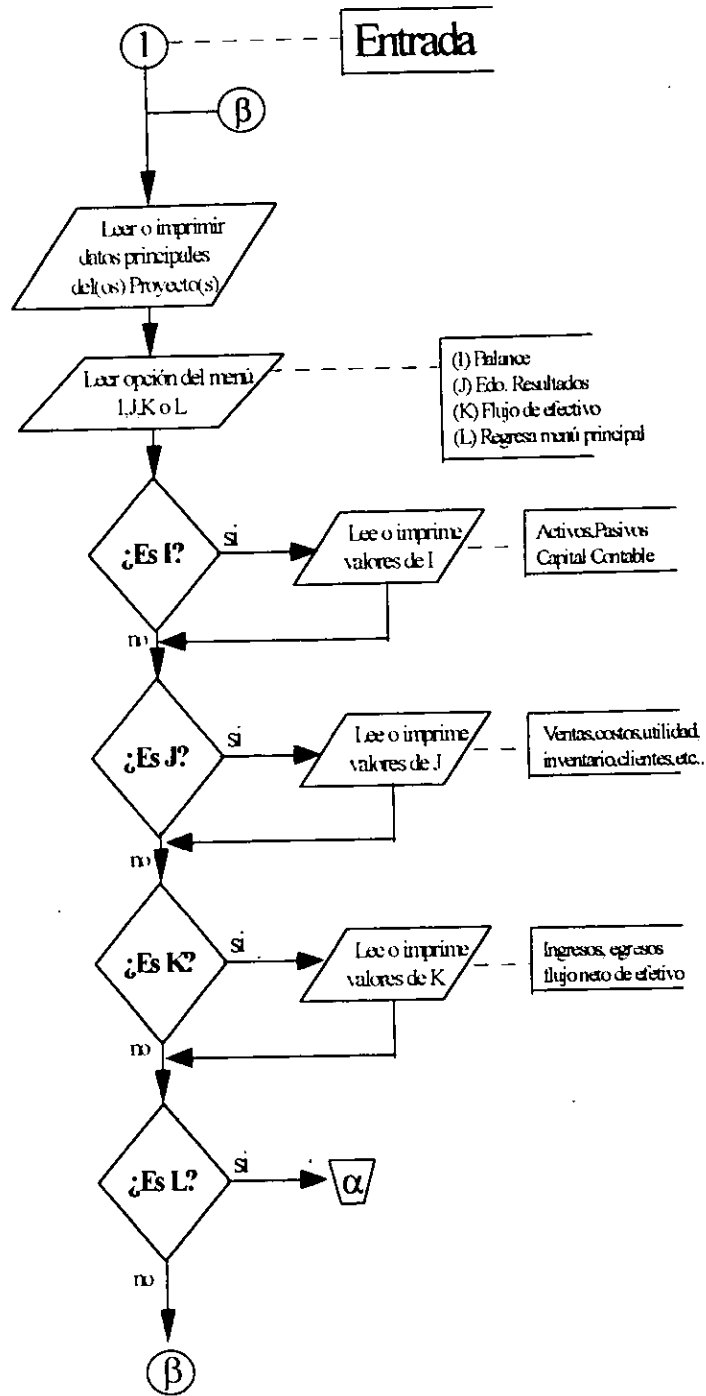 1
Entrada
β
Leer o imprimir
datos principales
del(os) Proyecto(s)
Leer opción del menú
I,J,K o L
(I) Balance
(J) Edo. Resultados
(K) Flujo de efectivo
(L) Regresa menú principal
¿Es I?
si
Lee o imprime
valores de I
Activos,Pasivos
Capital Contable
no
¿Es J?
si
Lee o imprime
valores de J
Ventas,costos,utilidad,
inventario,clientes,etc..
no
¿Es K?
si
Lee o imprime
valores de K
Ingresos, egresos
flujo neto de efetivo
no
¿Es L?
si
α
no
β